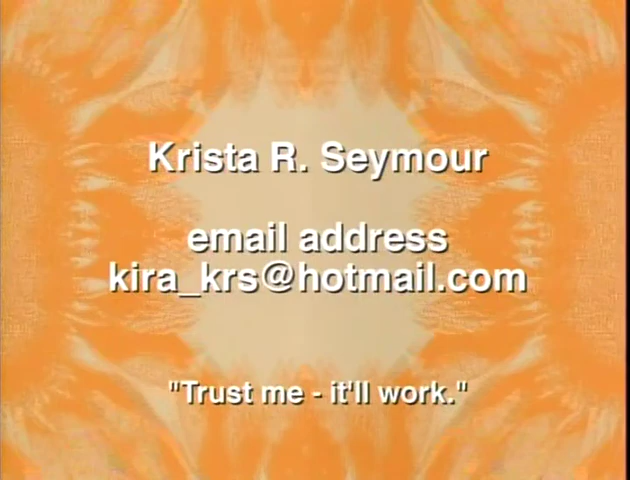 Krista R. Seymour
email address
kira_krs@hotmail.com
"Trust me - it'll work."